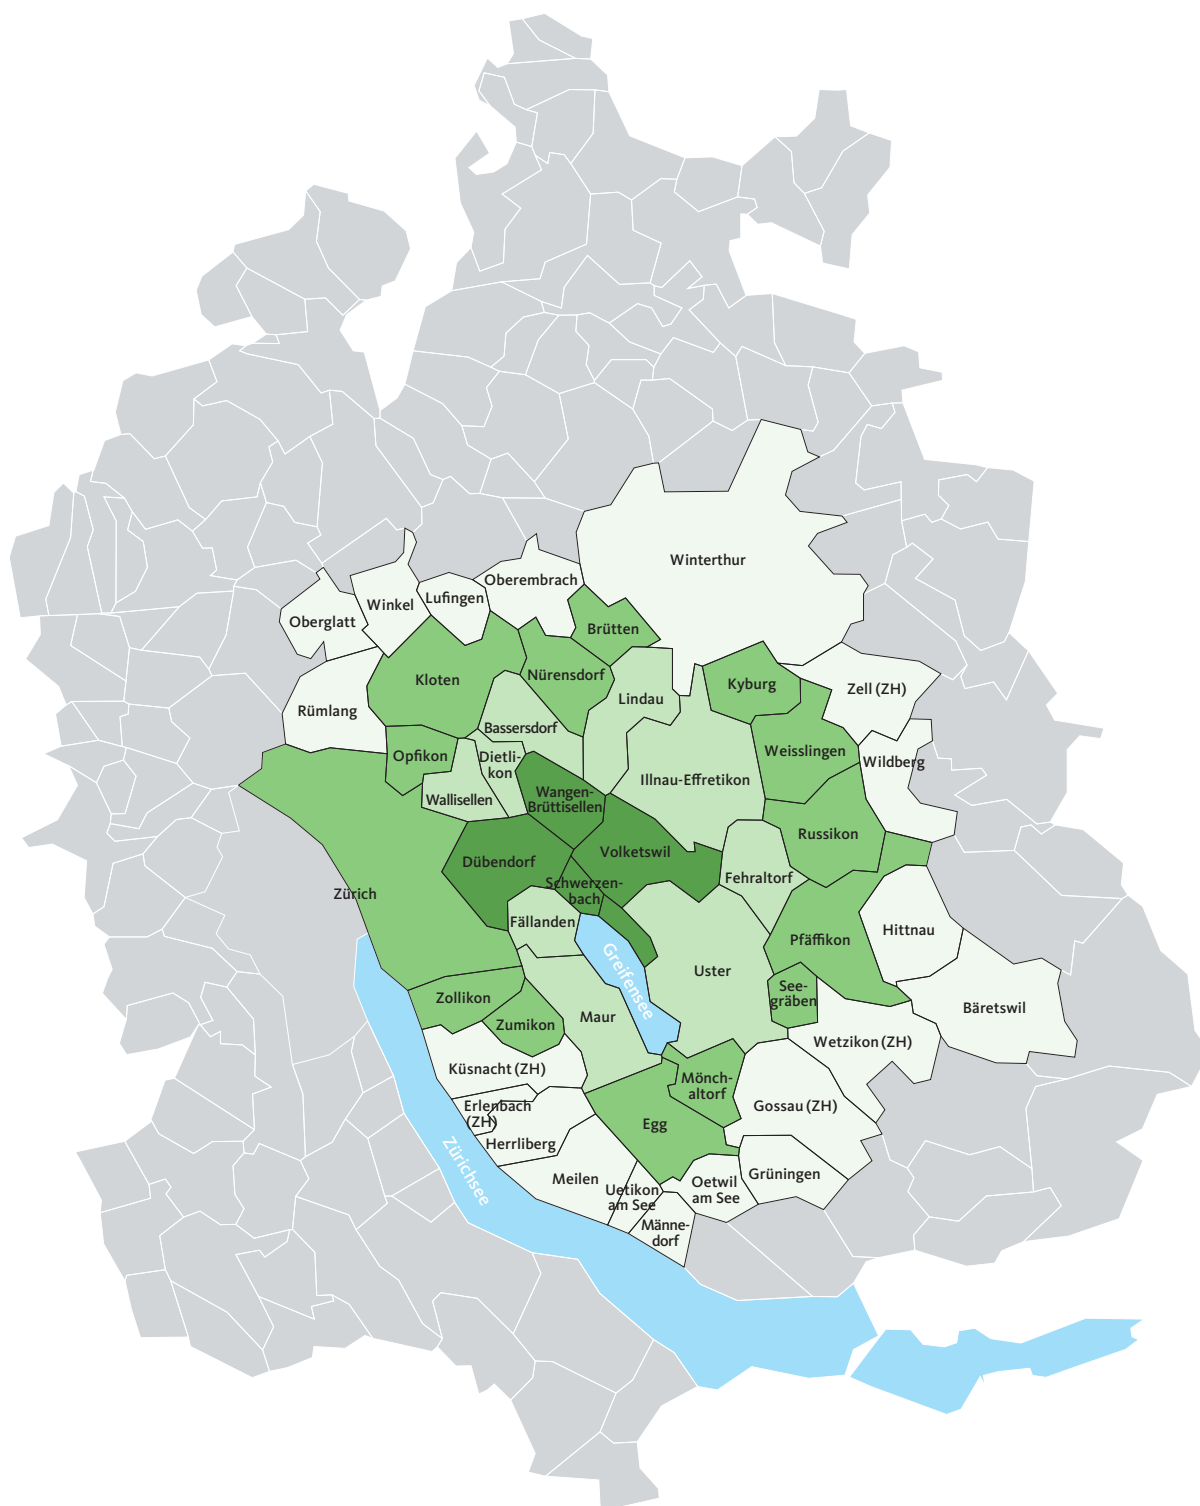 Winterthur
Oberembrach
Lufingen
Winkel
Oberglatt
Brütten
Nürensdorf
Kloten
Kyburg
Zell (ZH)
Lindau
Rümlang
Bassersdorf
Weisslingen
Opfikon
Dietli-
kon
Wildberg
Illnau-Effretikon
Wallisellen
Wangen-
Brüttisellen
Russikon
Volketswil
Dübendorf
Fehraltorf
Schwerzen-
bach
Zürich
Fällanden
Hittnau
Pfäffikon
Uster
Greifensee
See-
gräben
Zollikon
Bäretswil
Maur
Zumikon
Wetzikon (ZH)
Küsnacht (ZH)
Mönch-
altorf
Erlenbach
(ZH)
Gossau (ZH)
Egg
Herrliberg
Zürichsee
Meilen
Grüningen
Oetwil
am See
Uetikon
am See
Männe-
dorf